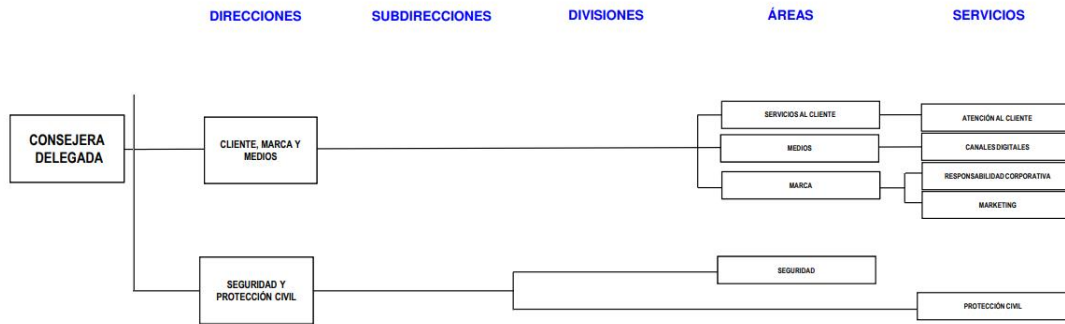 DIRECCIONES SUBDIRECCIONES DIVISIONES ÁREAS SERVICIOS
CONSEJERA
DELEGADA
CLIENTE, MARCA Y
MEDIOS
SERVICIOS AL CLIENTE
ATENCIÓN AL CLIENTE
MEDIOS
CANALES DIGITALES
MARCA
RESPONSABILIDAD CORPORATIVA
MARKETING
SEGURIDAD Y
PROTECCIÓN CIVIL
SEGURIDAD
PROTECCIÓN CIVIL